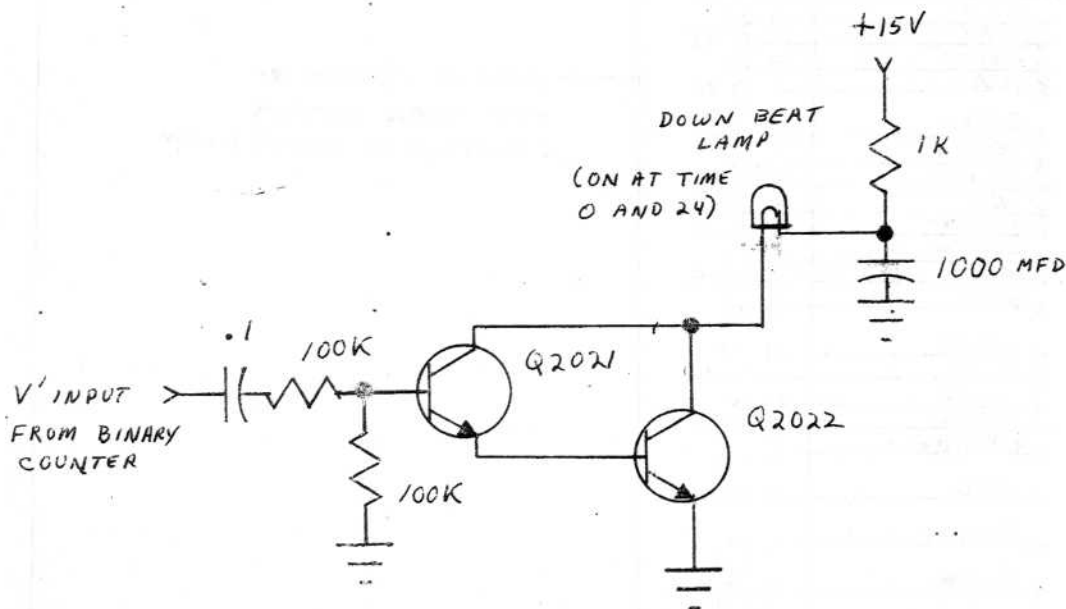 +15V
DOWN BEAT
LAMP
(ON AT TIME
0 AND 24)
1K
1000 MFD
.1
100K
Q2021
V' INPUT
FROM BINARY
COUNTER
Q2022
100K